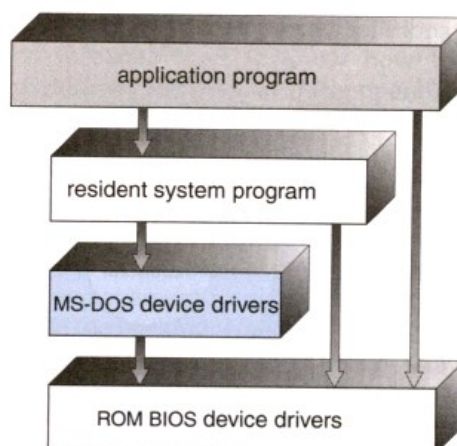 application program
resident system program
MS-DOS device drivers
ROM BIOS device drivers